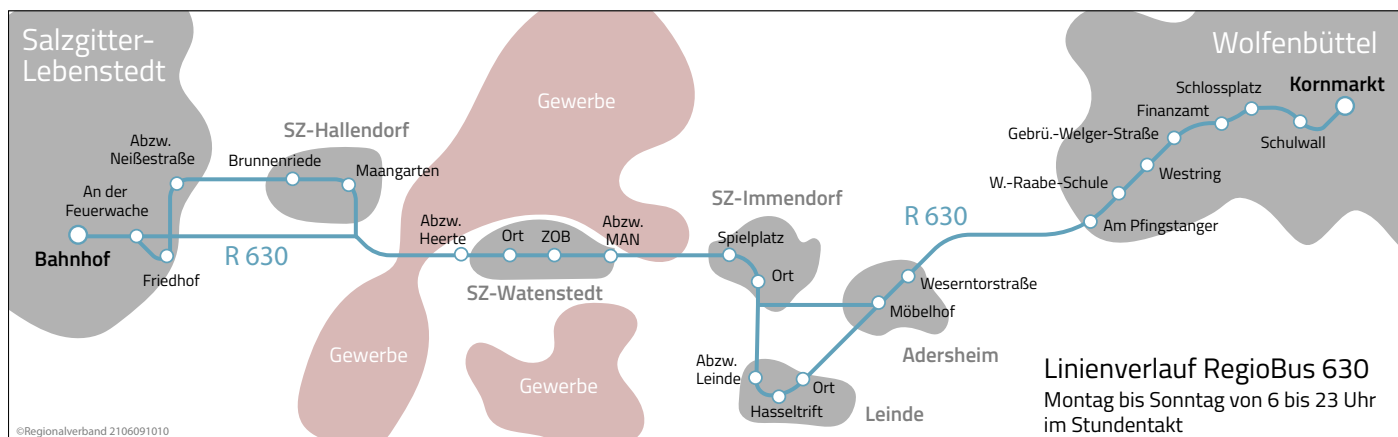 Salzgitter-
Lebenstedt
Wolfenbüttel
Gewerbe
Kornmarkt
Schlossplatz
Finanzamt
Gebrü.-Welger-Straße
Schulwall
Westring
W.-Raabe-Schule
Am Pfingstanger
SZ-Hallendorf
Abzw.
Neißestraße
Brunnenriede
Maangarten
An der
Feuerwache
Bahnhof
Friedhof
R 630
Abzw.
Heerte
Ort
ZOB
Abzw.
MAN
SZ-Watenstedt
SZ-Immendorf
Spielplatz
Ort
R 630
Weserntorstraße
Möbelhof
Adersheim
Gewerbe
Gewerbe
Abzw.
Leinde
Ort
Hasseltrift
Leinde
Linienverlauf RegioBus 630
Montag bis Sonntag von 6 bis 23 Uhr
im Stundentakt
©Regionalverband 2106091010